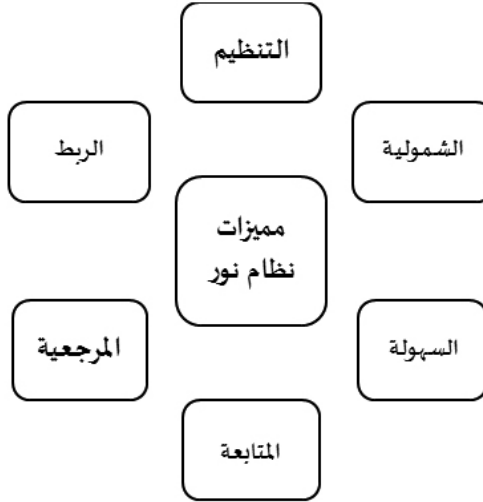 التنظيم
الشمولية
الربط
مميزات
نظام نور
السهولة
المرجعية
المتابعة